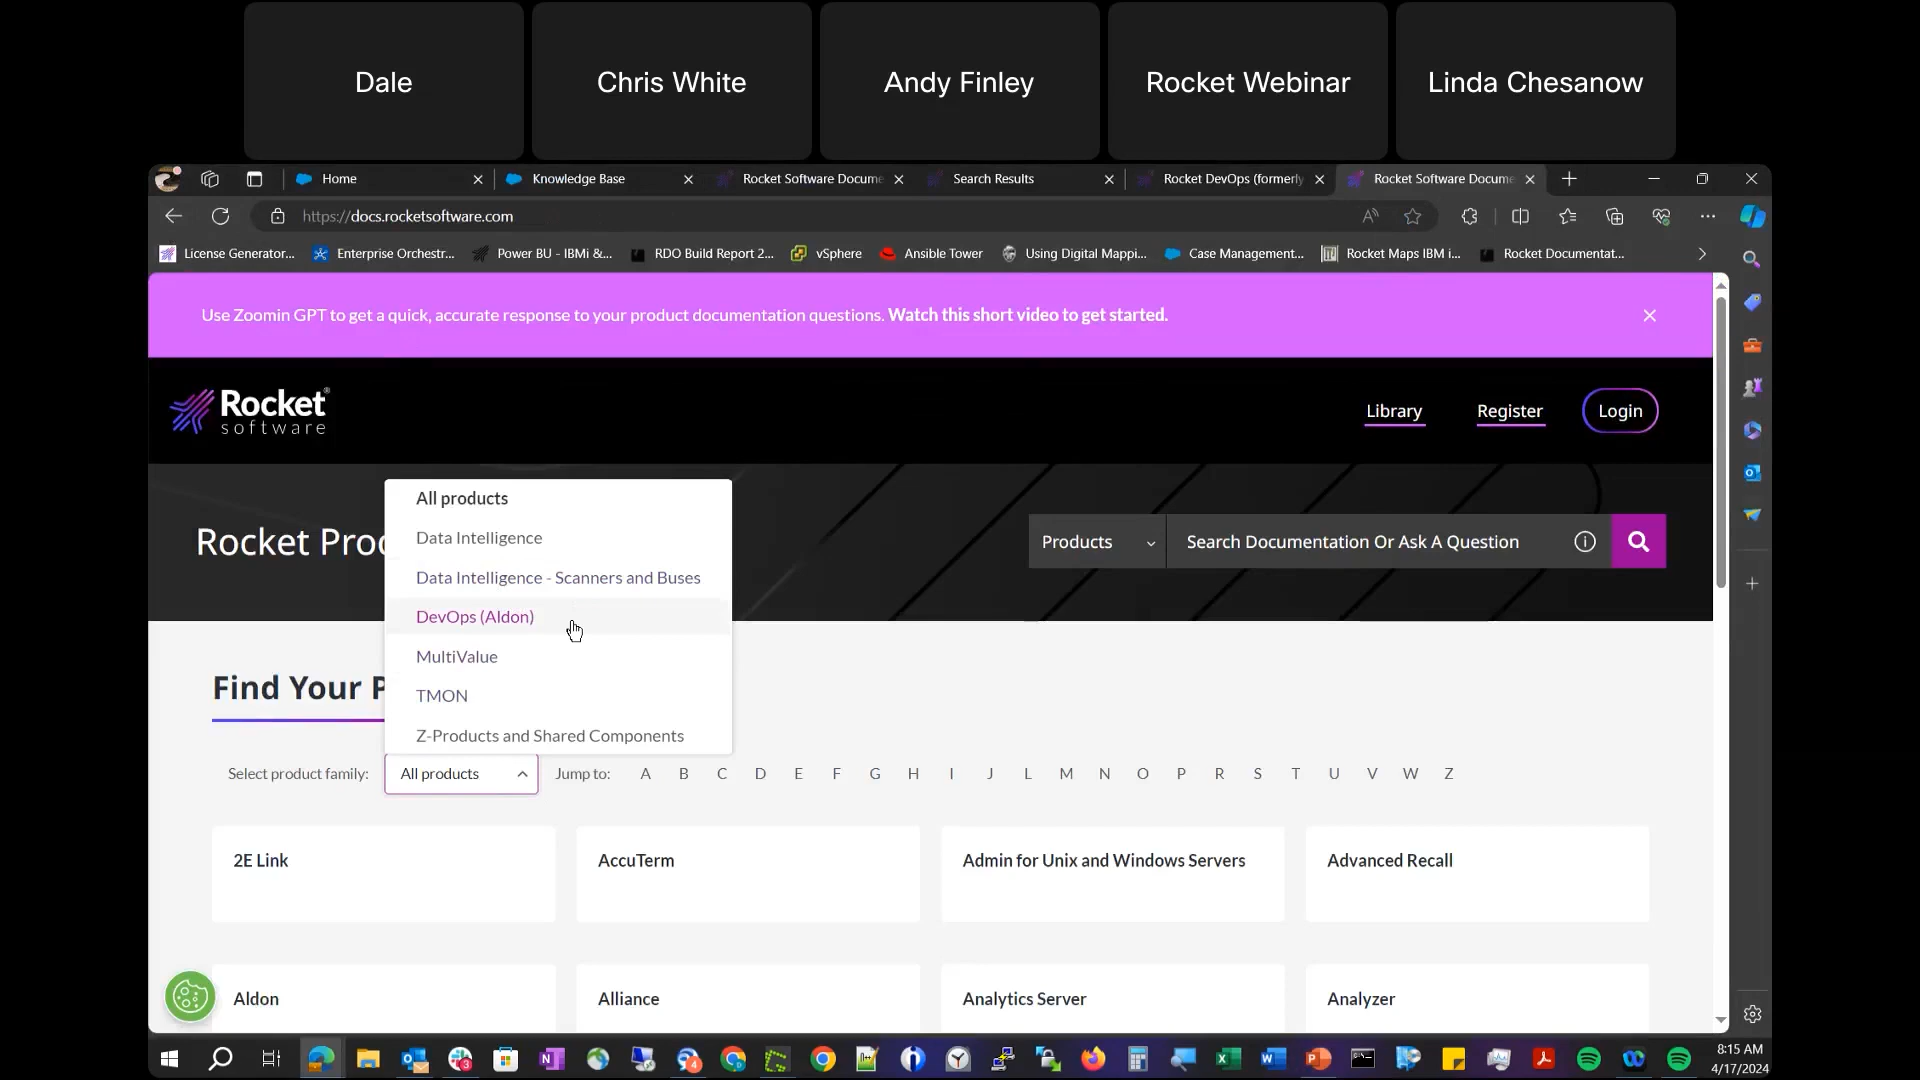 Dale
Chris White
Andy Finley
Rocket Webinar
Linda Chesanow
Home
Knowledge Base
Rocket Software Docume
Search Results
Rocket DevOps (formerly
Rocket Software Docume
https://docs.rocketsoftware.com
License Generator...
Enterprise Orchestr...
Power BU - IBMi &...
RDO Build Report 2...
vSphere
Ansible Tower
Using Digital Mappi...
Case Management...
Rocket Maps IBM i...
Rocket Documentat...
Use Zoomin GPT to get a quick, accurate response to your product documentation questions. Watch this short video to get started.
Rocket®
software
Library
Register
Login
Rocket Proc
Products
Search Documentation Or Ask A Question
All products
Data Intelligence
Data Intelligence - Scanners and Buses
DevOps (Aldon)
MultiValue
TMON
Z-Products and Shared Components
Find Your P
Select product family:
All products
Jump to:
A B C D E F G H I J L M N O P R S T U V W Z
2E Link
AccuTerm
Admin for Unix and Windows Servers
Advanced Recall
Aldon
Alliance
Analytics Server
Analyzer
8:15 AM
4/17/2024